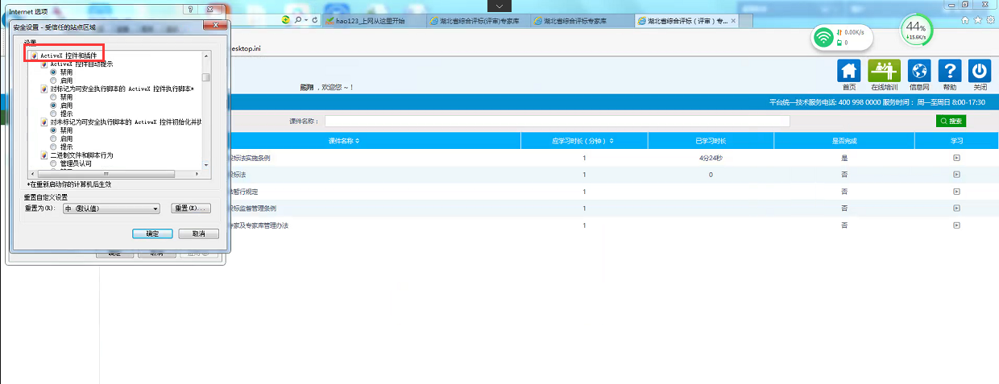 Internet 选项
安全设置 - 受信任的站点区域
设置
ActiveX 控件和插件
ActiveX 控件自动提示
禁用
启用
对标记为可安全执行脚本的 ActiveX 控件执行脚本*
禁用
启用
提示
对未标记为可安全执行脚本的 ActiveX 控件初始化并执
禁用
启用
提示
二进制文件和脚本行为
管理员认可
*在重新启动你的计算机后生效
重置自定义设置
重置为(R):
中 (默认值)
重置(E)...
确定
取消
确定
取消
hao123_上网从这里开始
湖北省综合评标(评审)专家库
湖北省综合评标专家库
湖北省综合评标（评审）专...
esktop.ini
44%
15.6K/s
0.00K/s
0
熊翔 ，欢迎您 ~！
首页
在线培训
信息网
帮助
关闭
平台统一技术服务电话: 400 998 0000 服务时间： 周一至周日 8:00-17:30
课件名称：
搜索
课件名称 应学习时长（分钟） 已学习时长 是否完成 学习
投标法实施条例 1 4分24秒 是
投标法 1 0 否
法暂行规定 1 否
投标监督管理条例 1 否
专家及专家库管理办法 1 否